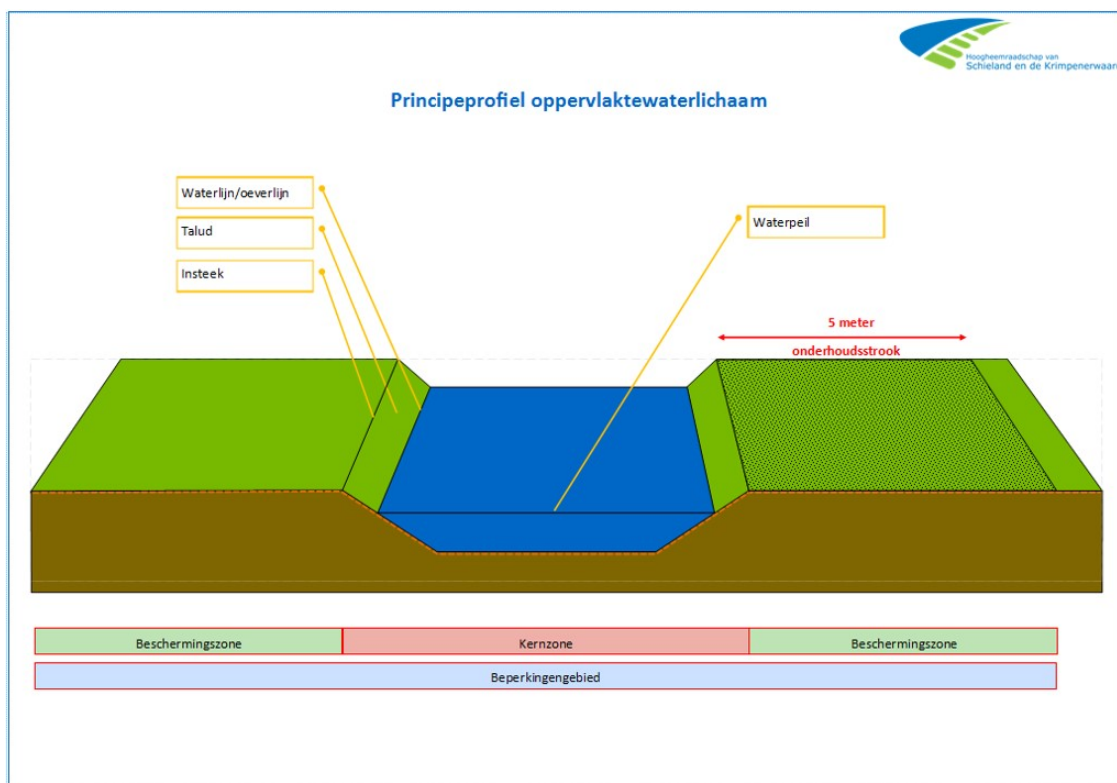 Hoogheemraadschap van
Schieland en de Krimpenerwaard
Principeprofiel oppervlaktewaterlichaam
Waterlijn/oeverlijn
Talud
Insteek
Waterpeil
5 meter
onderhoudsstrook
Beschermingszone
Kernzone
Beschermingszone
Beperkingengebied